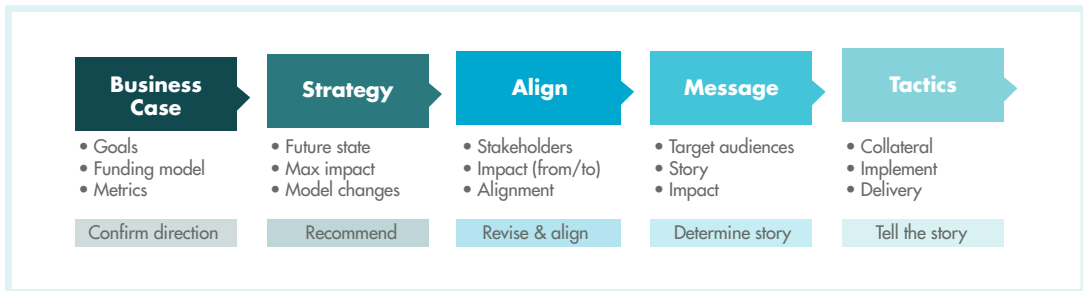 Business
Case
• Goals
• Funding model
• Metrics
Confirm direction
Strategy
• Future state
• Max impact
• Model changes
Recommend
Align
• Stakeholders
• Impact (from/to)
• Alignment
Revise & align
Message
• Target audiences
• Story
• Impact
Determine story
Tactics
• Collateral
• Implement
• Delivery
Tell the story